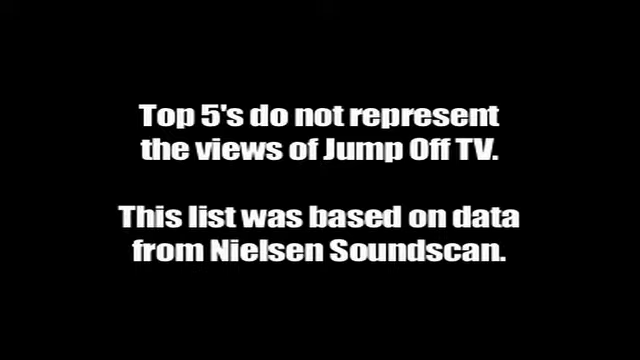 Top 5's do not represent
the views of Jump Off TV.
This list was based on data
from Nielsen Soundscan.